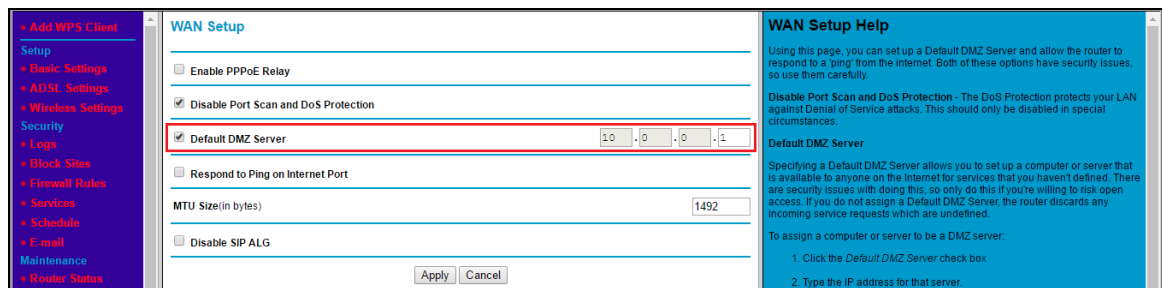 • Add WPS Client
Setup
• Basic Settings
• ADSL Settings
• Wireless Settings
Security
• Logs
• Block Sites
• Firewall Rules
• Services
• Schedule
• E-mail
Maintenance
• Router Status
WAN Setup
Enable PPPoE Relay
Disable Port Scan and DoS Protection
Default DMZ Server 10 . 0 . 0 . 1
Respond to Ping on Internet Port
MTU Size(in bytes) 1492
Disable SIP ALG
Apply Cancel
WAN Setup Help
Using this page, you can set up a Default DMZ Server and allow the router to
respond to a 'ping' from the internet. Both of these options have security issues,
so use them carefully.
Disable Port Scan and DoS Protection - The DoS Protection protects your LAN
against Denial of Service attacks. This should only be disabled in special
circumstances.
Default DMZ Server
Specifying a Default DMZ Server allows you to set up a computer or server that
is available to anyone on the Internet for services that you haven't defined. There
are security issues with doing this, so only do this if you're willing to risk open
access. If you do not assign a Default DMZ Server, the router discards any
incoming service requests which are undefined.
To assign a computer or server to be a DMZ server:
1. Click the Default DMZ Server check box
2. Type the IP address for that server.